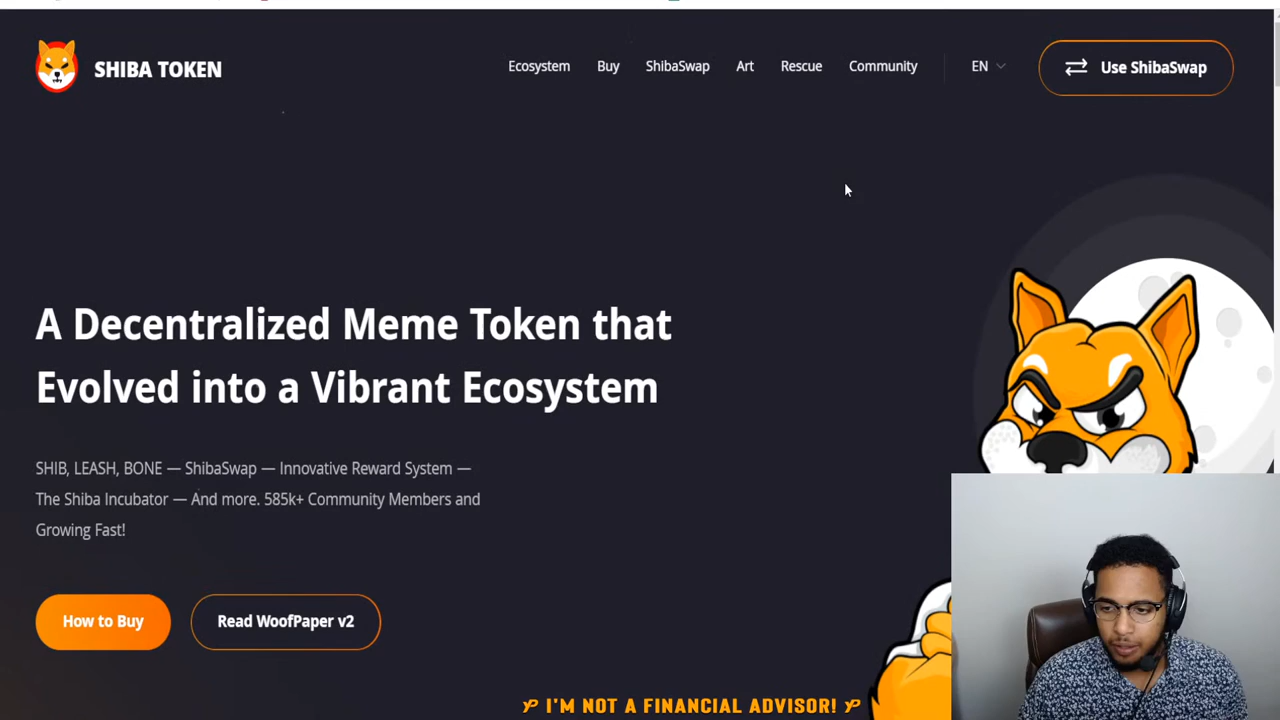 SHIBA TOKEN
Ecosystem Buy ShibaSwap Art Rescue Community EN Use ShibaSwap
A Decentralized Meme Token that
Evolved into a Vibrant Ecosystem
SHIB, LEASH, BONE — ShibaSwap — Innovative Reward System —
The Shiba Incubator — And more. 585k+ Community Members and
Growing Fast!
How to Buy Read WoofPaper v2
I'M NOT A FINANCIAL ADVISOR!